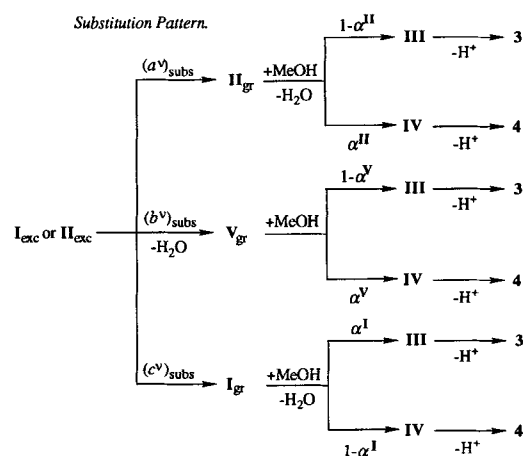 Substitution Pattern.
1-α^II III -H⁺ 3
(a^ν)subs II_gr +MeOH -H₂O
α^II IV -H⁺ 4
1-α^V III -H⁺ 3
I_exc or II_exc (b^ν)subs -H₂O V_gr +MeOH
α^V IV -H⁺ 4
α^I III -H⁺ 3
(c^ν)subs I_gr +MeOH -H₂O
1-α^I IV -H⁺ 4